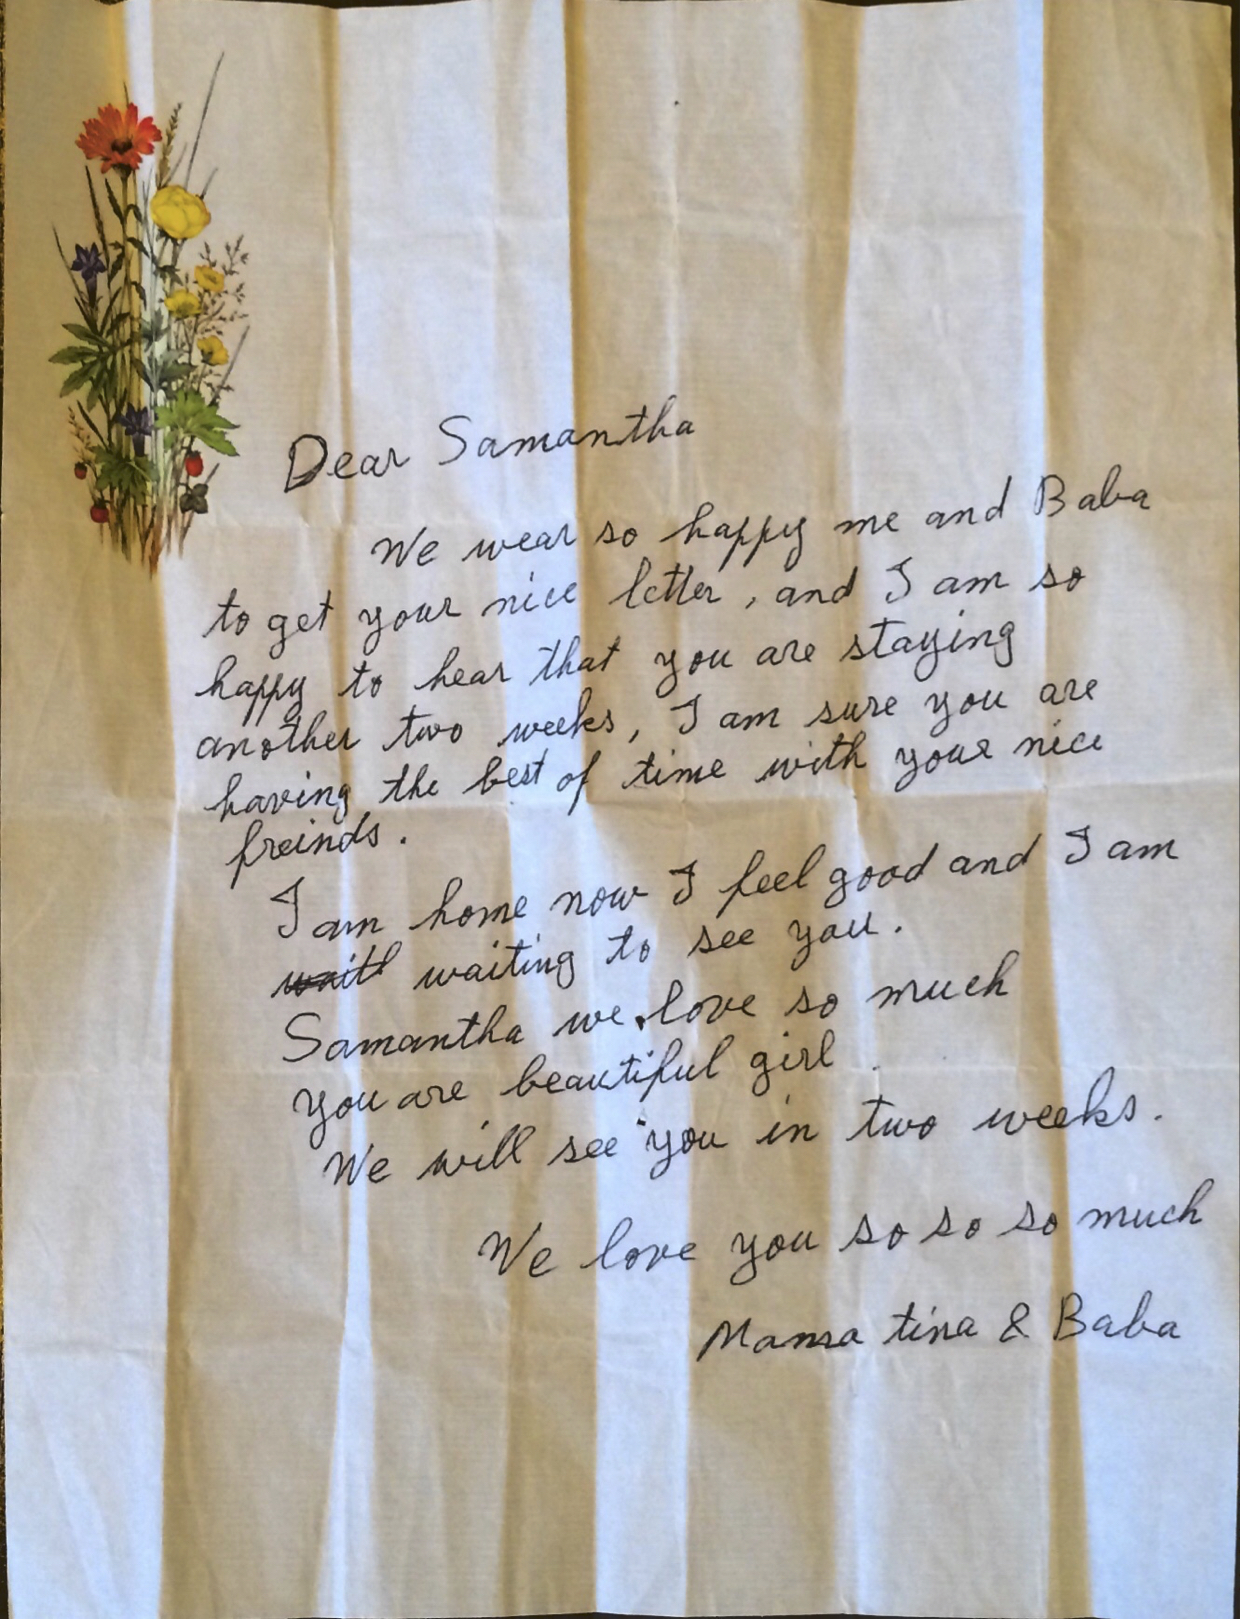 Dear Samantha
We wear so happy me and Baba
to get your nice letter, and I am so
happy to hear that you are staying
another two weeks, I am sure you are
having the best of time with your nice
freinds.
I am home now I feel good and I am
waiting to see you.
Samantha we love so much
you are beautiful girl.
We will see you in two weeks.
We love you so so so much
Mama tina & Baba